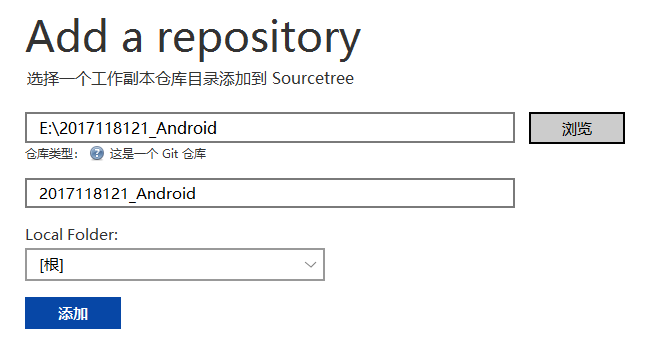 Add a repository
选择一个工作副本仓库目录添加到 Sourcetree
E:\2017118121_Android
浏览
仓库类型： ? 这是一个 Git 仓库
2017118121_Android
Local Folder:
[根]
添加